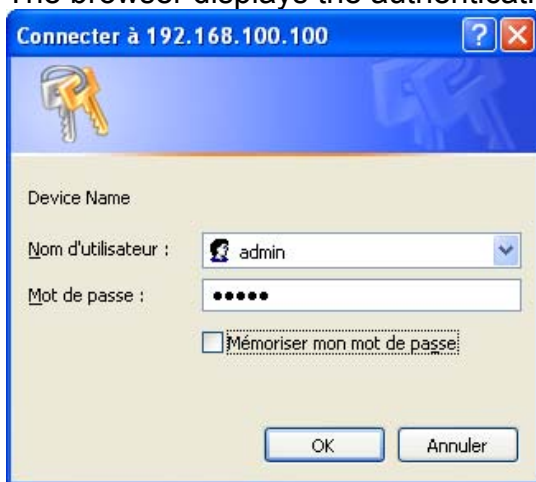 The browser displays the authenticati
Connecter à 192.168.100.100
Device Name
Nom d'utilisateur :
admin
Mot de passe :
•••••
Mémoriser mon mot de passe
OK
Annuler